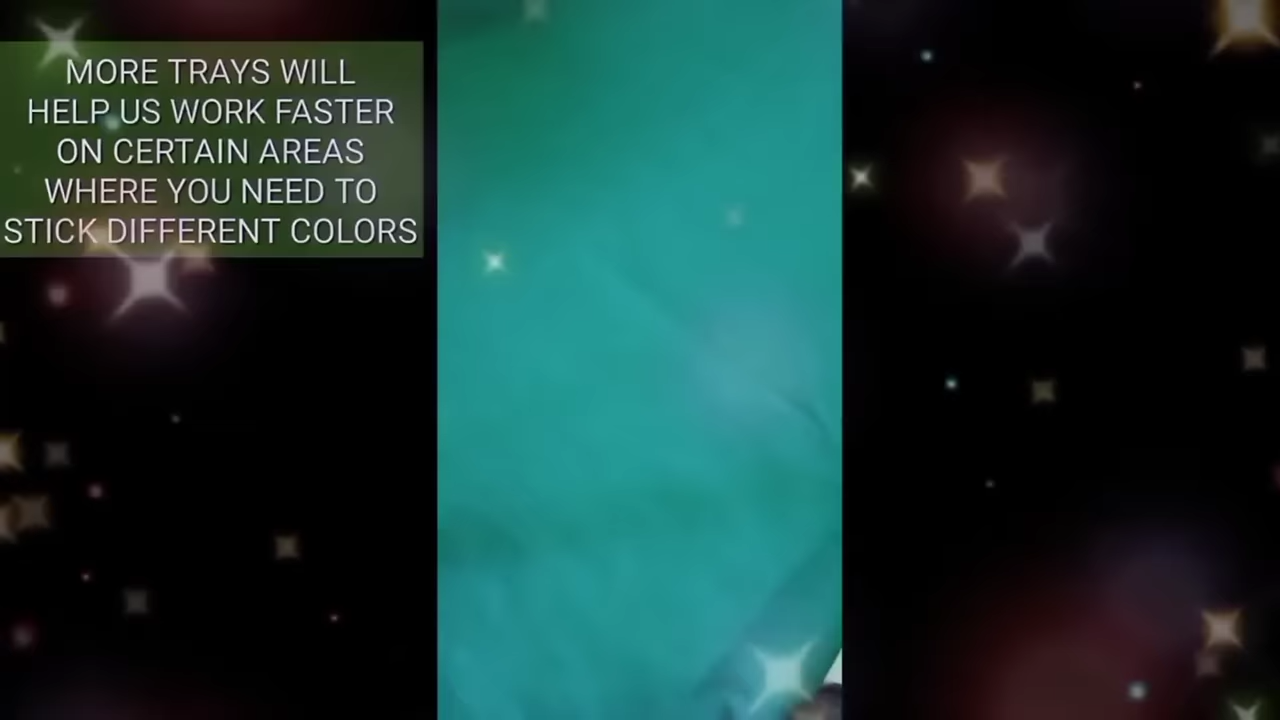 MORE TRAYS WILL
HELP US WORK FASTER
ON CERTAIN AREAS
WHERE YOU NEED TO
STICK DIFFERENT COLORS